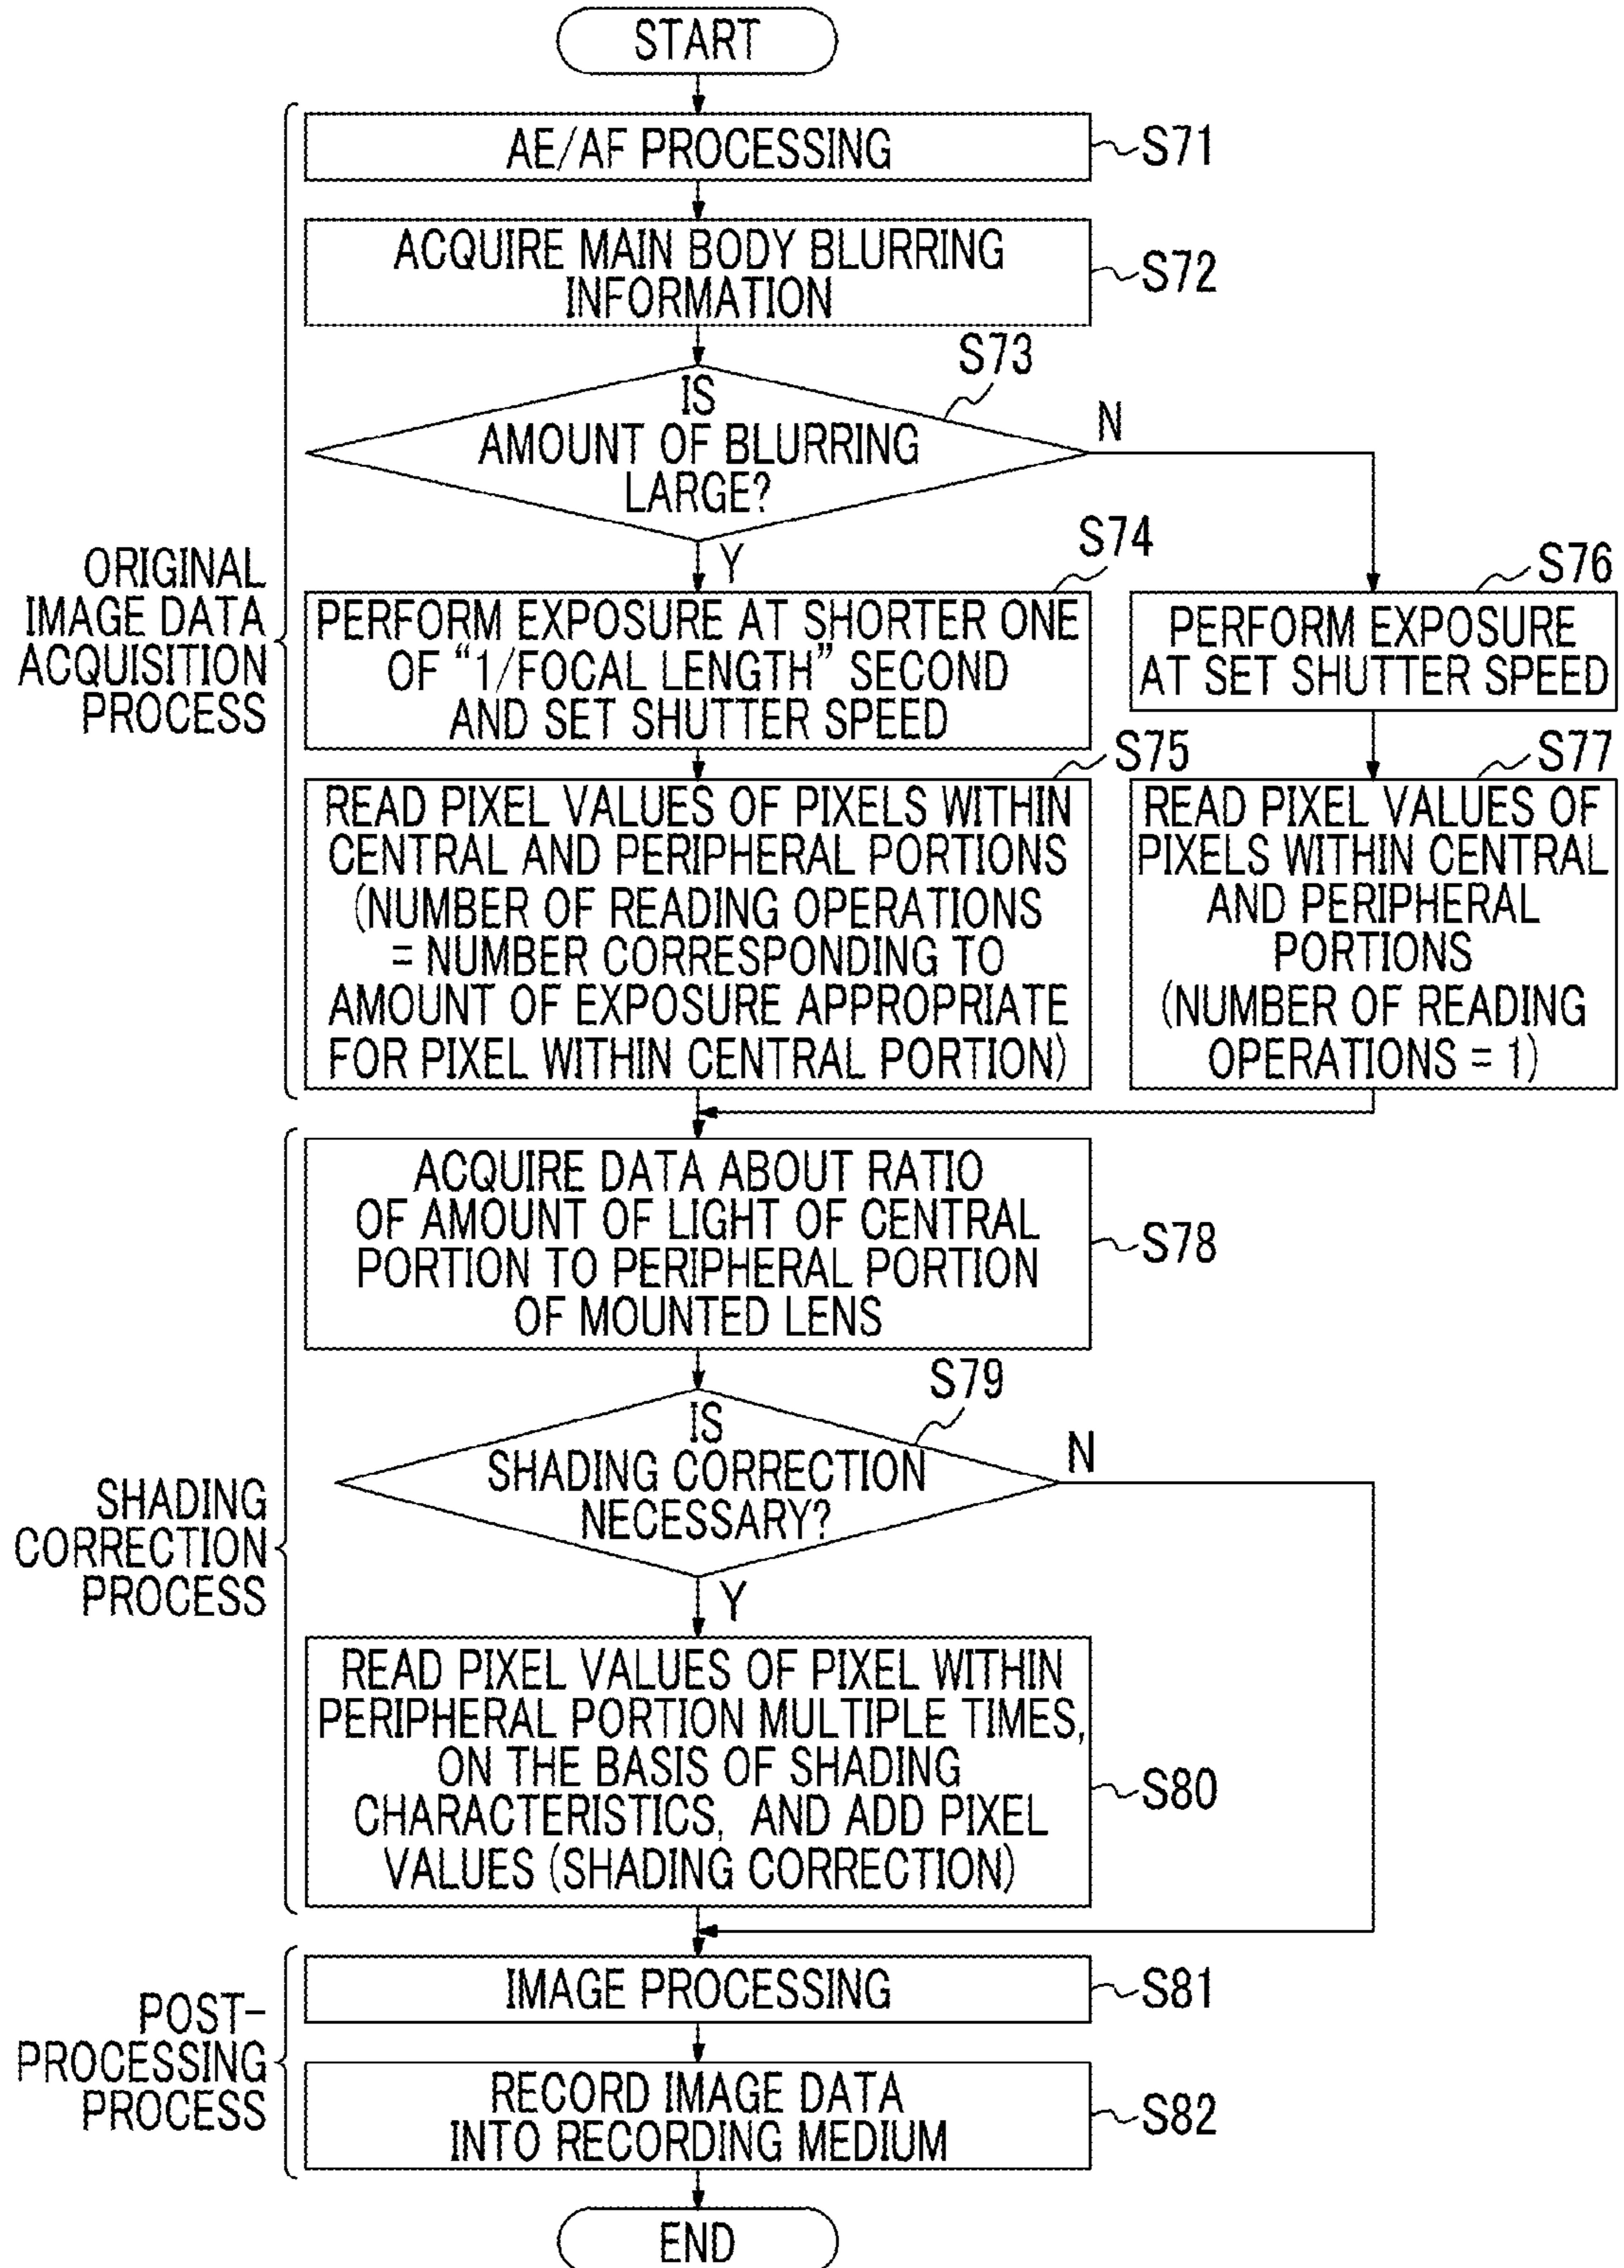 START
AE/AF PROCESSING
S71
ACQUIRE MAIN BODY BLURRING
INFORMATION
S72
S73
IS
AMOUNT OF BLURRING
LARGE?
N
Y
ORIGINAL
IMAGE DATA
ACQUISITION
PROCESS
S74
PERFORM EXPOSURE AT SHORTER ONE
OF “1/FOCAL LENGTH” SECOND
AND SET SHUTTER SPEED
S76
PERFORM EXPOSURE
AT SET SHUTTER SPEED
S75
READ PIXEL VALUES OF PIXELS WITHIN
CENTRAL AND PERIPHERAL PORTIONS
(NUMBER OF READING OPERATIONS
= NUMBER CORRESPONDING TO
AMOUNT OF EXPOSURE APPROPRIATE
FOR PIXEL WITHIN CENTRAL PORTION)
S77
READ PIXEL VALUES OF
PIXELS WITHIN CENTRAL
AND PERIPHERAL
PORTIONS
(NUMBER OF READING
OPERATIONS = 1)
ACQUIRE DATA ABOUT RATIO
OF AMOUNT OF LIGHT OF CENTRAL
PORTION TO PERIPHERAL PORTION
OF MOUNTED LENS
S78
S79
IS
SHADING CORRECTION
NECESSARY?
N
Y
SHADING
CORRECTION
PROCESS
READ PIXEL VALUES OF PIXEL WITHIN
PERIPHERAL PORTION MULTIPLE TIMES,
ON THE BASIS OF SHADING
CHARACTERISTICS, AND ADD PIXEL
VALUES (SHADING CORRECTION)
S80
IMAGE PROCESSING
S81
POST-
PROCESSING
PROCESS
RECORD IMAGE DATA
INTO RECORDING MEDIUM
S82
END